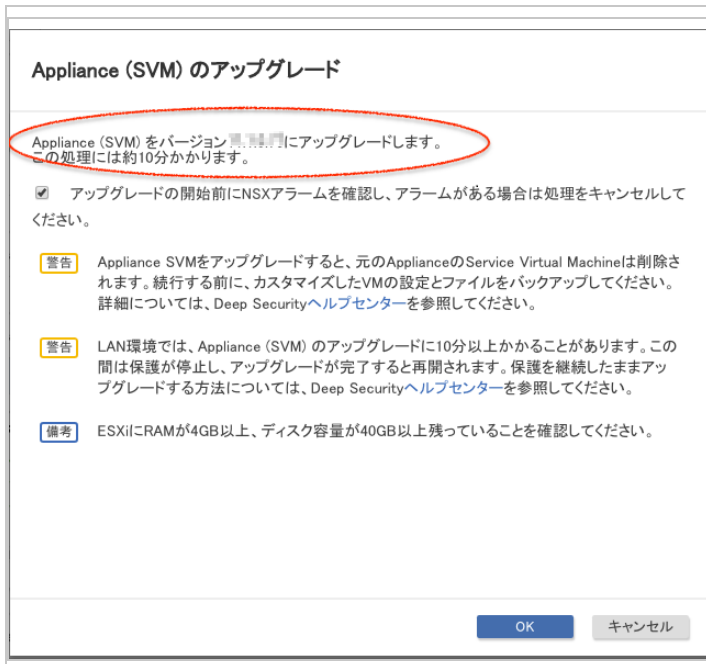 Appliance (SVM) のアップグレード
Appliance (SVM) をバージョン にアップグレードします。
この処理には約10分かかります。
アップグレードの開始前にNSXアラームを確認し、アラームがある場合は処理をキャンセルして
ください。
警告 Appliance SVMをアップグレードすると、元のApplianceのService Virtual Machineは削除さ
れます。続行する前に、カスタマイズしたVMの設定とファイルをバックアップしてください。
詳細については、Deep Securityヘルプセンターを参照してください。
警告 LAN環境では、Appliance (SVM) のアップグレードに10分以上かかることがあります。この
間は保護が停止し、アップグレードが完了すると再開されます。保護を継続したままアッ
プグレードする方法については、Deep Securityヘルプセンターを参照してください。
備考 ESXiにRAMが4GB以上、ディスク容量が40GB以上残っていることを確認してください。
OK キャンセル